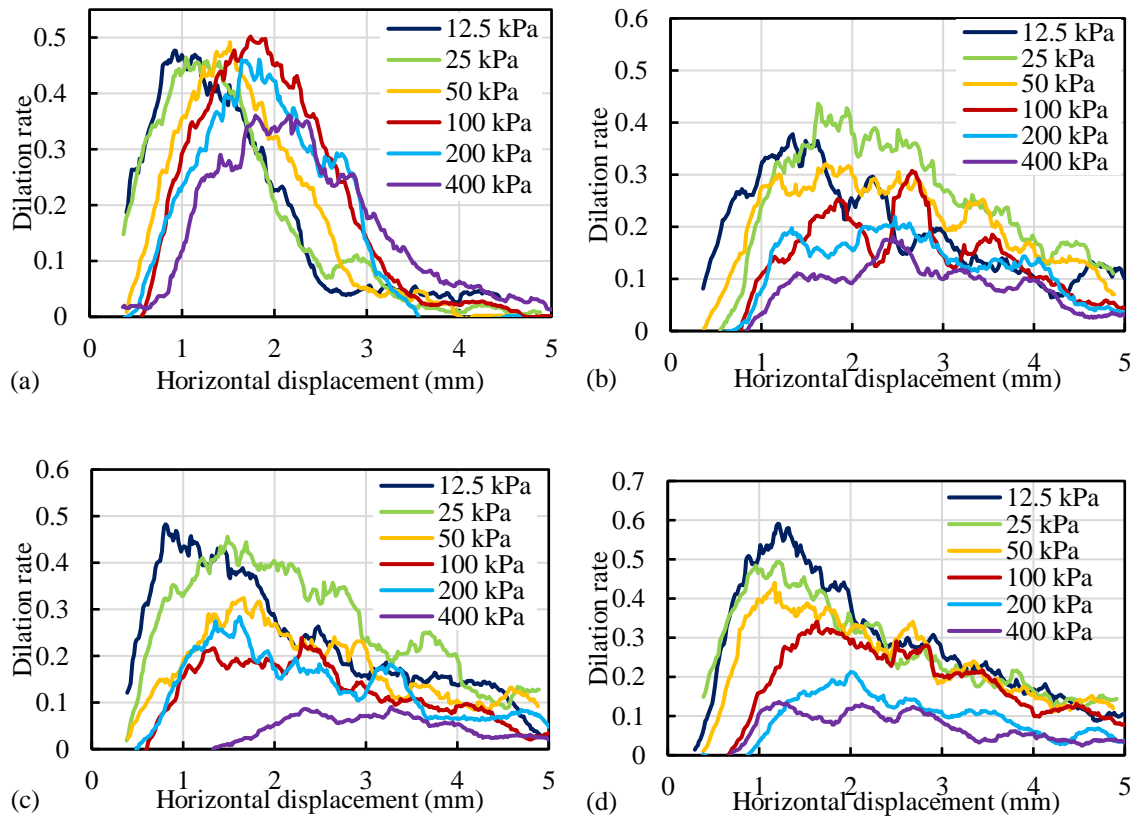 Dilation rate
0.5
0.4
0.3
0.2
0.1
0
12.5 kPa
25 kPa
50 kPa
100 kPa
200 kPa
400 kPa
0 1 2 3 4 5
Horizontal displacement (mm)
(a)
Dilation rate
0.6
0.5
0.4
0.3
0.2
0.1
0
12.5 kPa
25 kPa
50 kPa
100 kPa
200 kPa
400 kPa
0 1 2 3 4 5
Horizontal displacement (mm)
(b)
Dilation rate
0.6
0.5
0.4
0.3
0.2
0.1
0
12.5 kPa
25 kPa
50 kPa
100 kPa
200 kPa
400 kPa
0 1 2 3 4 5
Horizontal displacement (mm)
(c)
Dilation rate
0.7
0.6
0.5
0.4
0.3
0.2
0.1
0
12.5 kPa
25 kPa
50 kPa
100 kPa
200 kPa
400 kPa
0 1 2 3 4 5
Horizontal displacement (mm)
(d)